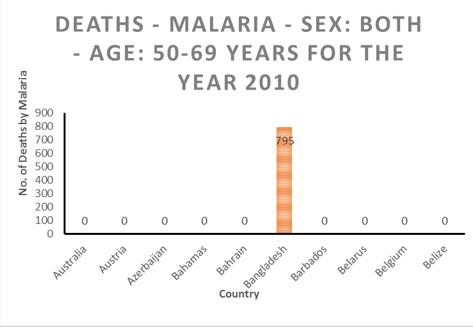 DEATHS - MALARIA - SEX: BOTH
- AGE: 50-69 YEARS FOR THE
YEAR 2010
No. of Deaths by Malaria
900
800
700
600
500
400
300
200
100
0
0
0
0
0
0
795
0
0
0
0
Australia
Austria
Azerbaijan
Bahamas
Bahrain
Bangladesh
Barbados
Belarus
Belgium
Belize
Country